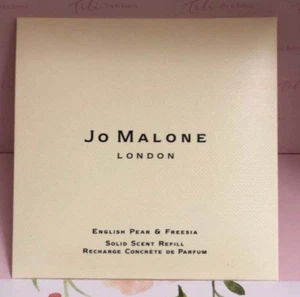 Jo Malone
LONDON
English Pear & Freesia
Solid Scent Refill
Recharge Concrète de Parfum